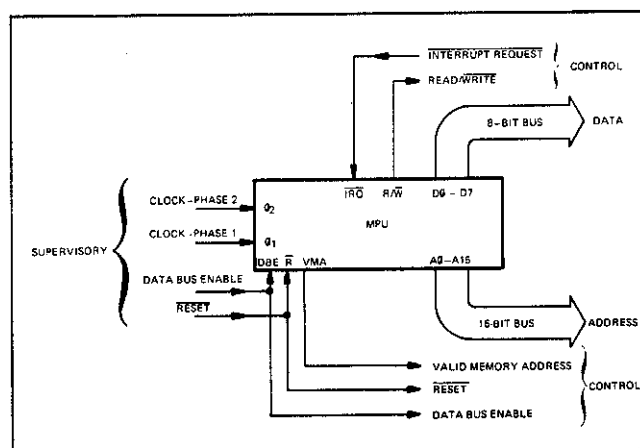 INTERRUPT REQUEST
READ/WRITE
CONTROL
8-BIT BUS
DATA
IRQ R/W D0 - D7
CLOCK-PHASE 2
Ø2
MPU
CLOCK-PHASE 1
Ø1
SUPERVISORY
DBE R VMA A0-A15
DATA BUS ENABLE
RESET
16-BIT BUS
ADDRESS
VALID MEMORY ADDRESS
RESET
CONTROL
DATA BUS ENABLE